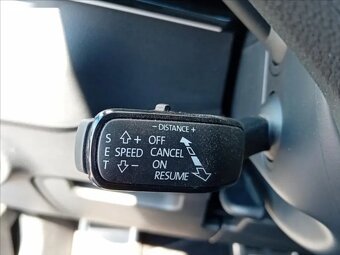 - DISTANCE +
S + OFF
E SPEED CANCEL
T - ON
RESUME